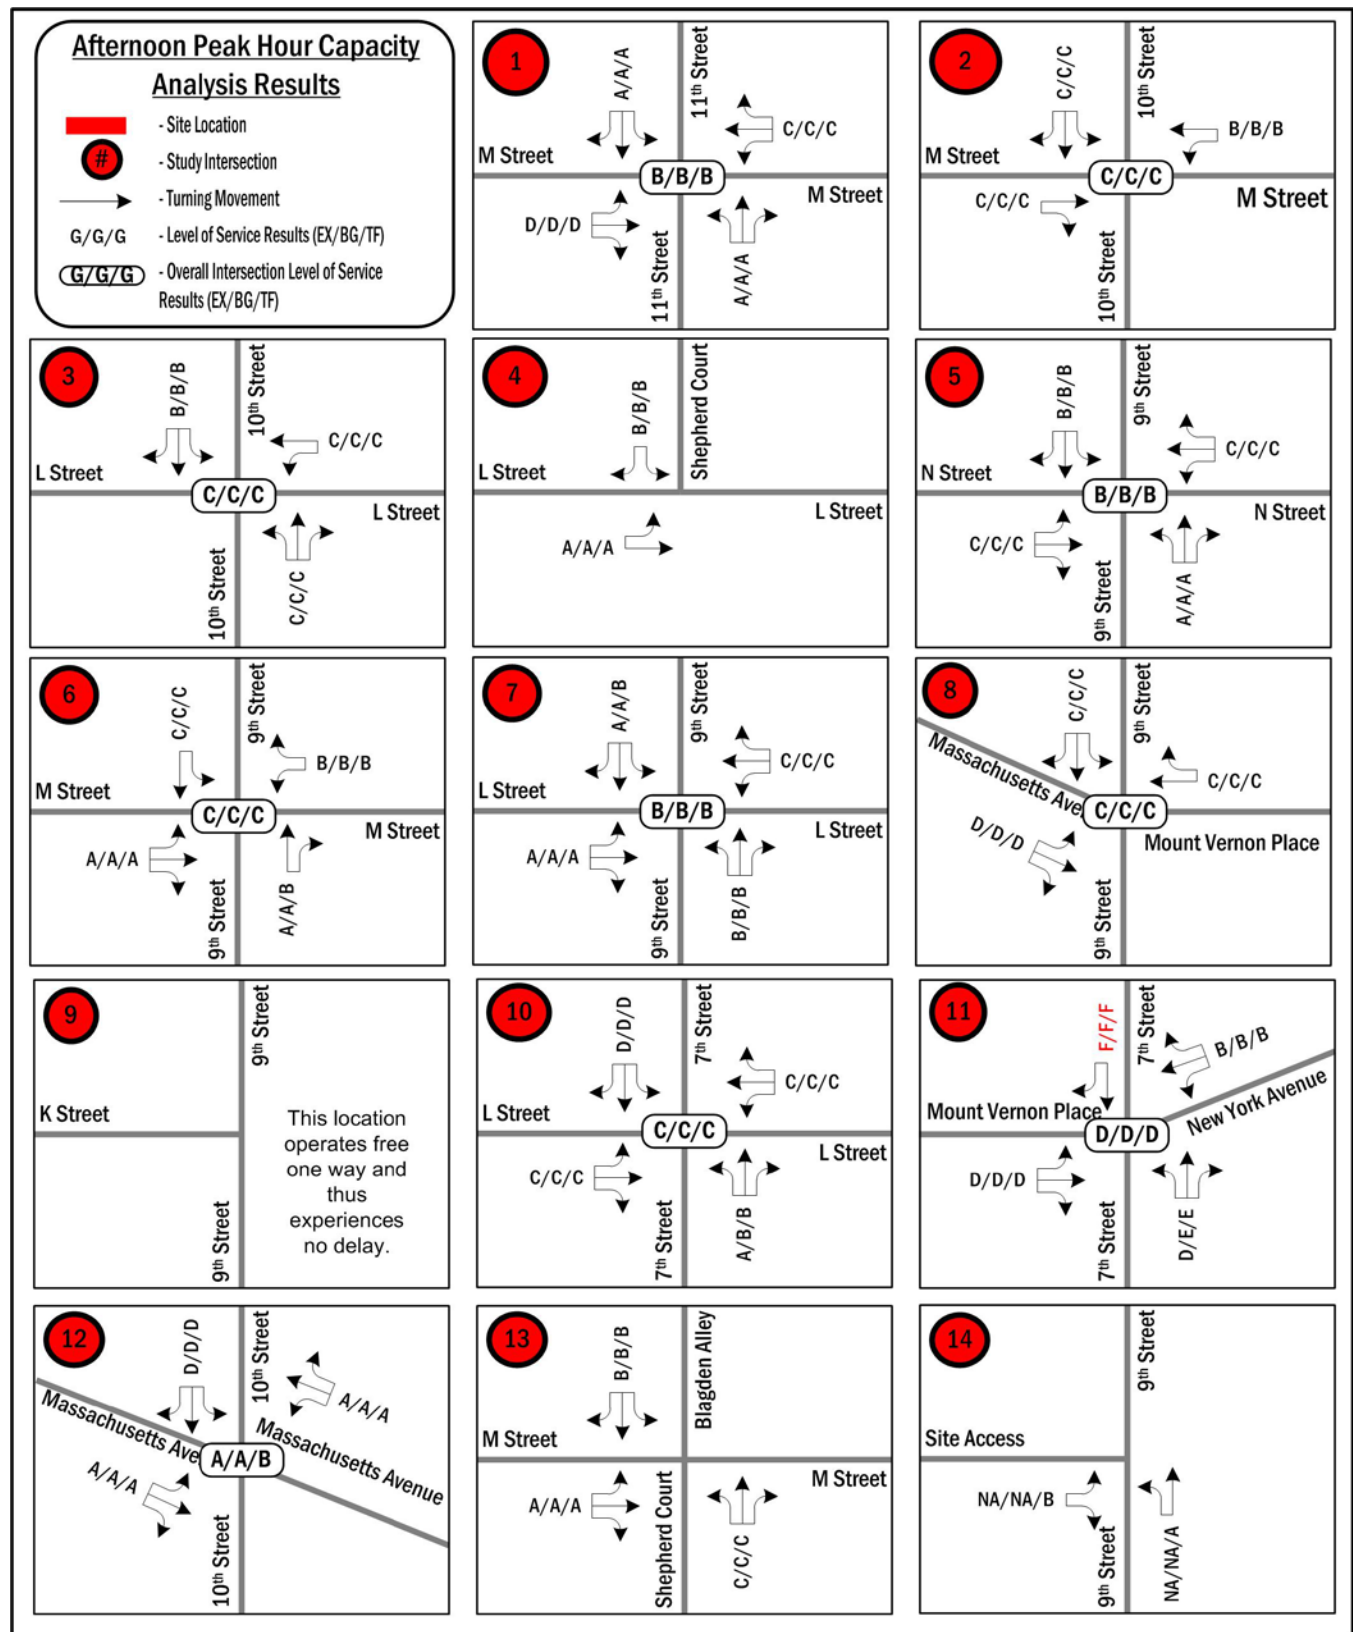 Afternoon Peak Hour Capacity
Analysis Results
- Site Location
# - Study Intersection
- Turning Movement
G/G/G - Level of Service Results (EX/BG/TF)
G/G/G - Overall Intersection Level of Service
Results (EX/BG/TF)
1
A/A/A
11th Street
C/C/C
M Street
B/B/B
M Street
D/D/D
11th Street
A/A/A
2
C/C/C
10th Street
B/B/B
M Street
C/C/C
M Street
C/C/C
10th Street
3
B/B/B
10th Street
C/C/C
L Street
C/C/C
L Street
10th Street
C/C/C
4
B/B/B
Shepherd Court
L Street
L Street
A/A/A
5
B/B/B
9th Street
C/C/C
N Street
B/B/B
N Street
C/C/C
9th Street
A/A/A
6
C/C/C
9th Street
B/B/B
M Street
C/C/C
M Street
A/A/A
9th Street
A/A/B
7
A/A/B
9th Street
C/C/C
L Street
B/B/B
L Street
A/A/A
9th Street
B/B/B
8
C/C/C
9th Street
C/C/C
Massachusetts Ave
C/C/C
Mount Vernon Place
D/D/D
9th Street
9
9th Street
K Street
9th Street
This location
operates free
one way and
thus
experiences
no delay.
10
D/D/D
7th Street
C/C/C
L Street
C/C/C
L Street
C/C/C
7th Street
A/B/B
11
F/F/F
7th Street
B/B/B
Mount Vernon Place
D/D/D
New York Avenue
D/D/D
7th Street
D/E/E
12
D/D/D
10th Street
A/A/A
Massachusetts Ave
A/A/B
Massachusetts Avenue
A/A/A
10th Street
13
B/B/B
Blagden Alley
M Street
M Street
A/A/A
Shepherd Court
C/C/C
14
9th Street
Site Access
NA/NA/B
9th Street
NA/NA/A